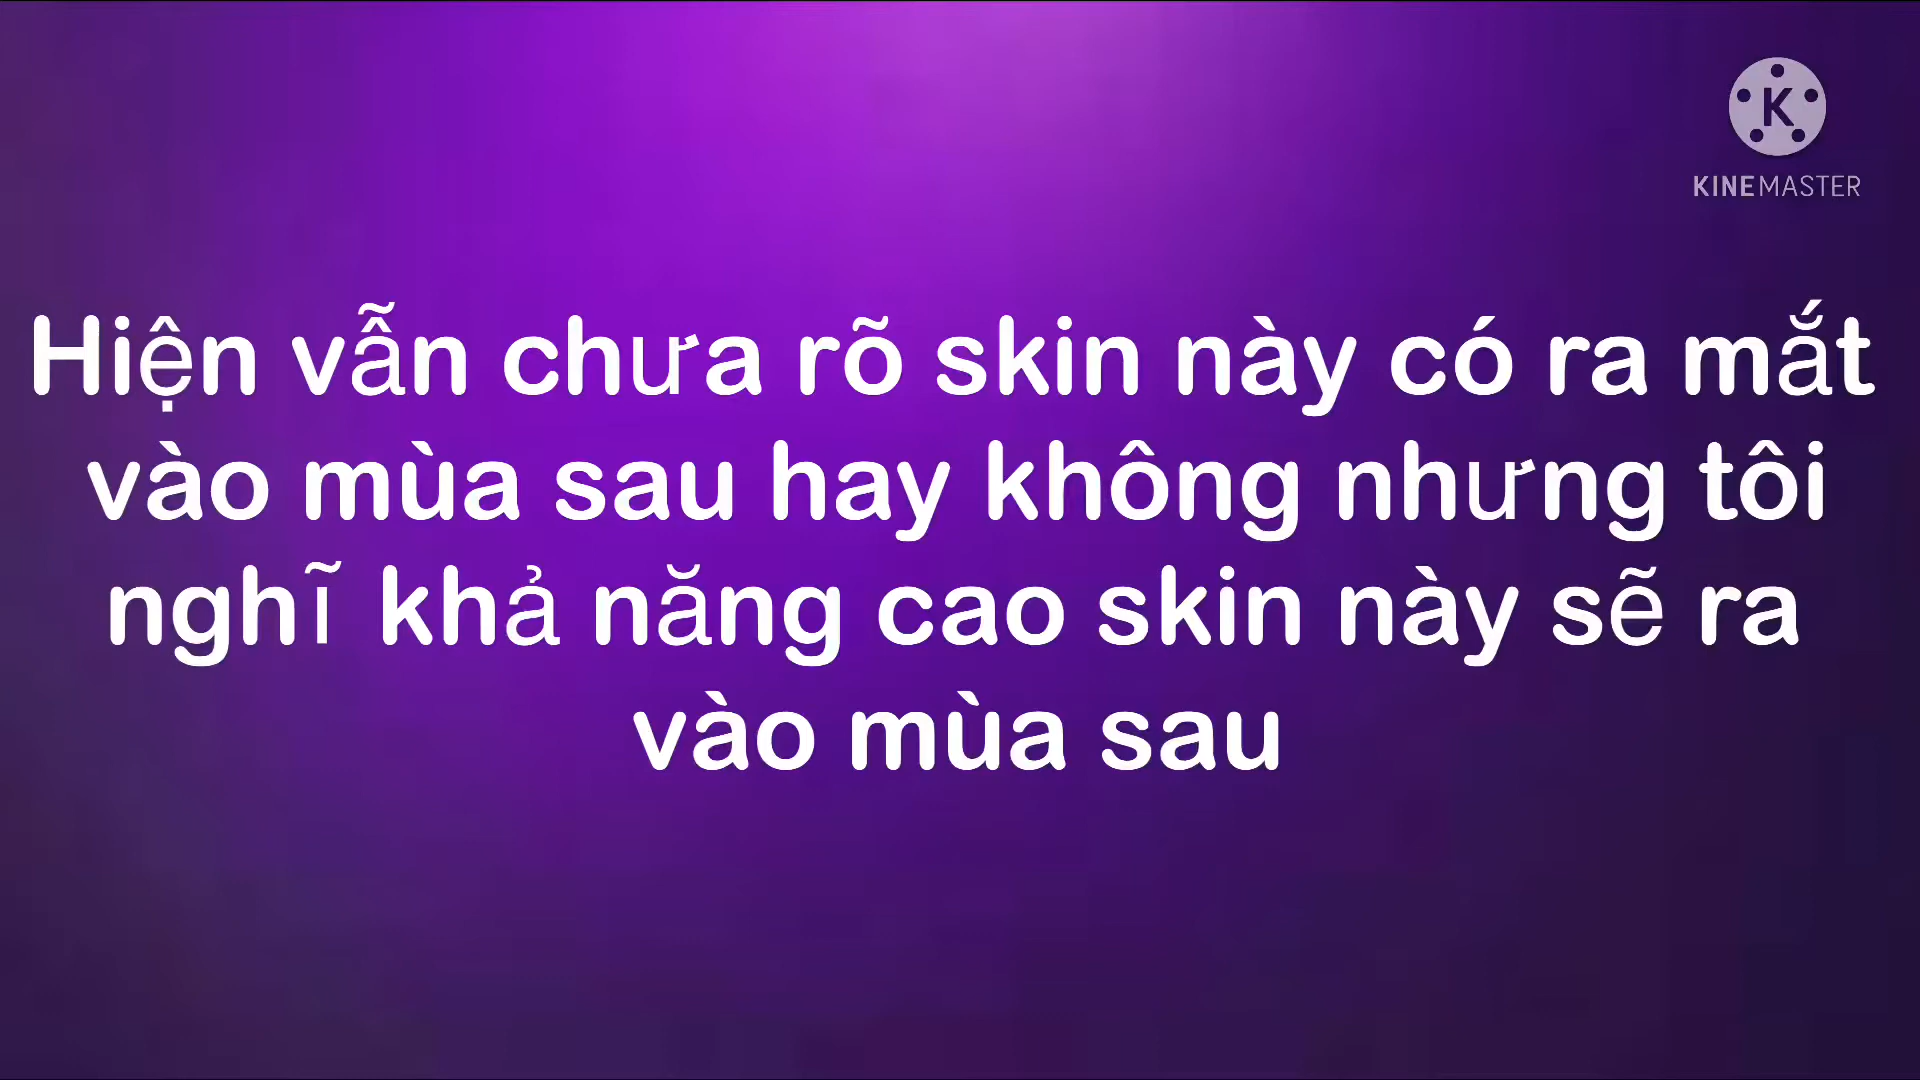 K
KINEMASTER
Hiện vẫn chưa rõ skin này có ra mắt
vào mùa sau hay không nhưng tôi
nghĩ khả năng cao skin này sẽ ra
vào mùa sau